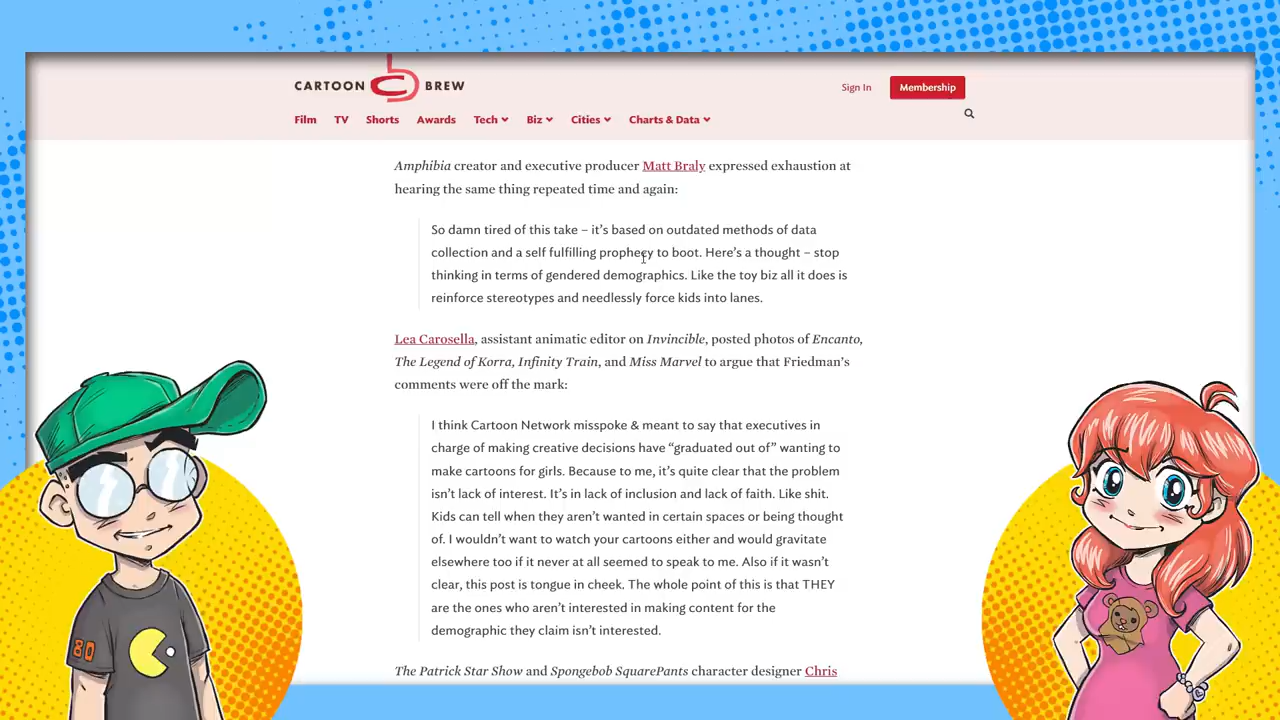 CARTOON BREW
Sign In
Membership
Film TV Shorts Awards Tech Biz Cities Charts & Data
Amphibia creator and executive producer Matt Braly expressed exhaustion at
hearing the same thing repeated time and again:
So damn tired of this take – it’s based on outdated methods of data
collection and a self fulfilling prophecy to boot. Here’s a thought – stop
thinking in terms of gendered demographics. Like the toy biz all it does is
reinforce stereotypes and needlessly force kids into lanes.
Lea Carosella, assistant animatic editor on Invincible, posted photos of Encanto,
The Legend of Korra, Infinity Train, and Miss Marvel to argue that Friedman’s
comments were off the mark:
I think Cartoon Network misspoke & meant to say that executives in
charge of making creative decisions have “graduated out of” wanting to
make cartoons for girls. Because to me, it’s quite clear that the problem
isn’t lack of interest. It’s in lack of inclusion and lack of faith. Like shit.
Kids can tell when they aren’t wanted in certain spaces or being thought
of. I wouldn’t want to watch your cartoons either and would gravitate
elsewhere too if it never at all seemed to speak to me. Also if it wasn’t
clear, this post is tongue in cheek. The whole point of this is that THEY
are the ones who aren’t interested in making content for the
demographic they claim isn’t interested.
The Patrick Star Show and Spongebob SquarePants character designer Chris
80